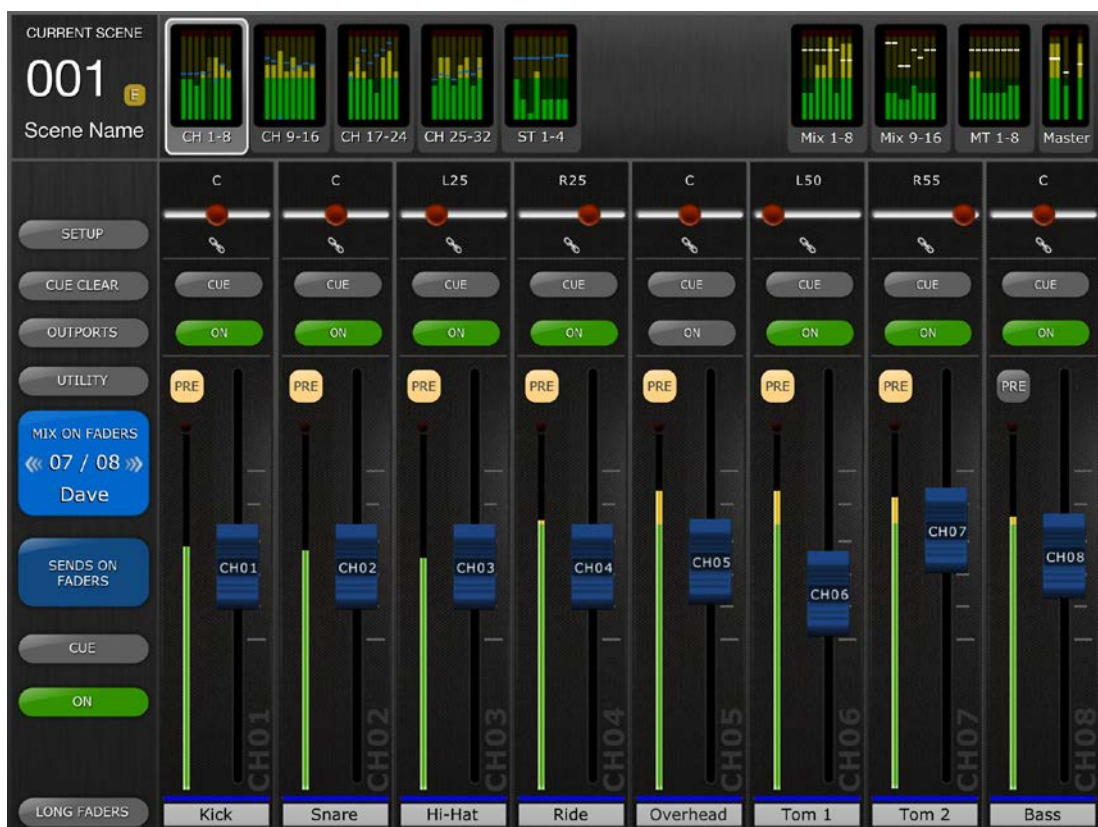 CURRENT SCENE
001 E
Scene Name
CH 1-8 CH 9-16 CH 17-24 CH 25-32 ST 1-4 Mix 1-8 Mix 9-16 MT 1-8 Master
C C L25 R25 C L50 R55 C
SETUP
CUE CLEAR CUE CUE CUE CUE CUE CUE CUE CUE
OUTPORTS ON ON ON ON ON ON ON ON
UTILITY PRE PRE PRE PRE PRE PRE PRE PRE
MIX ON FADERS
07 / 08
Dave
SENDS ON
FADERS
CH01 CH02 CH03 CH04 CH05 CH06 CH07 CH08
CUE
ON
CH01 CH02 CH03 CH04 CH05 CH06 CH07 CH08
LONG FADERS Kick Snare Hi-Hat Ride Overhead Tom 1 Tom 2 Bass